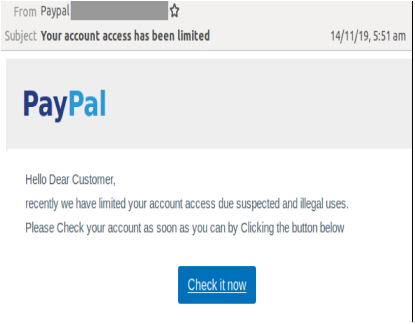 From Paypal
Subject Your account access has been limited 14/11/19, 5:51 am
PayPal
Hello Dear Customer,
recently we have limited your account access due suspected and illegal uses.
Please Check your account as soon as you can by Clicking the button below
Check it now